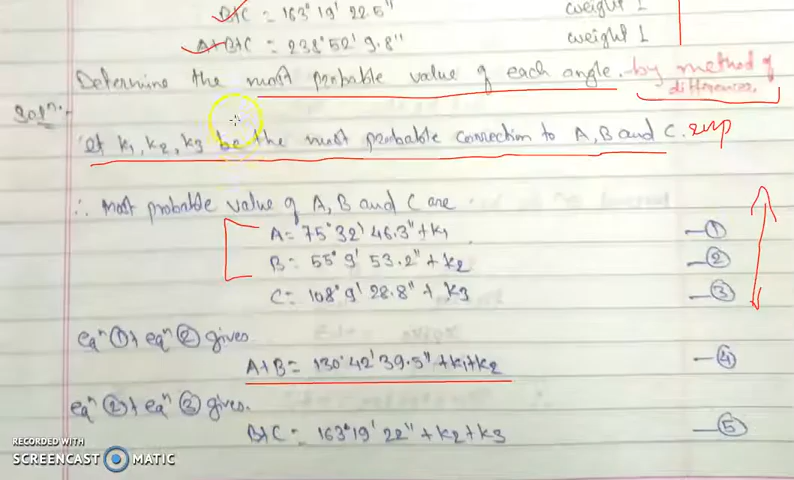 B+C = 163° 19' 22.5" weight 1
A+B+C = 238° 52' 9.8" weight 1
Determine the most probable value of each angle. by method of
differences.
Solⁿ:-
let k1, k2, k3 be the most probable correction to A, B and C. resp
∴ Most probable value of A, B and C are
A = 75° 32' 46.3" + k1 —①
B = 55° 9' 53.2" + k2 —②
C = 108° 9' 28.8" + k3 —③
eqⁿ ① + eqⁿ ② gives
A+B = 130° 42' 39.5" + k1 + k2 —④
eqⁿ ② + eqⁿ ③ gives.
B+C = 163° 19' 22" + k2 + k3 —⑤
RECORDED WITH
SCREENCAST MATIC